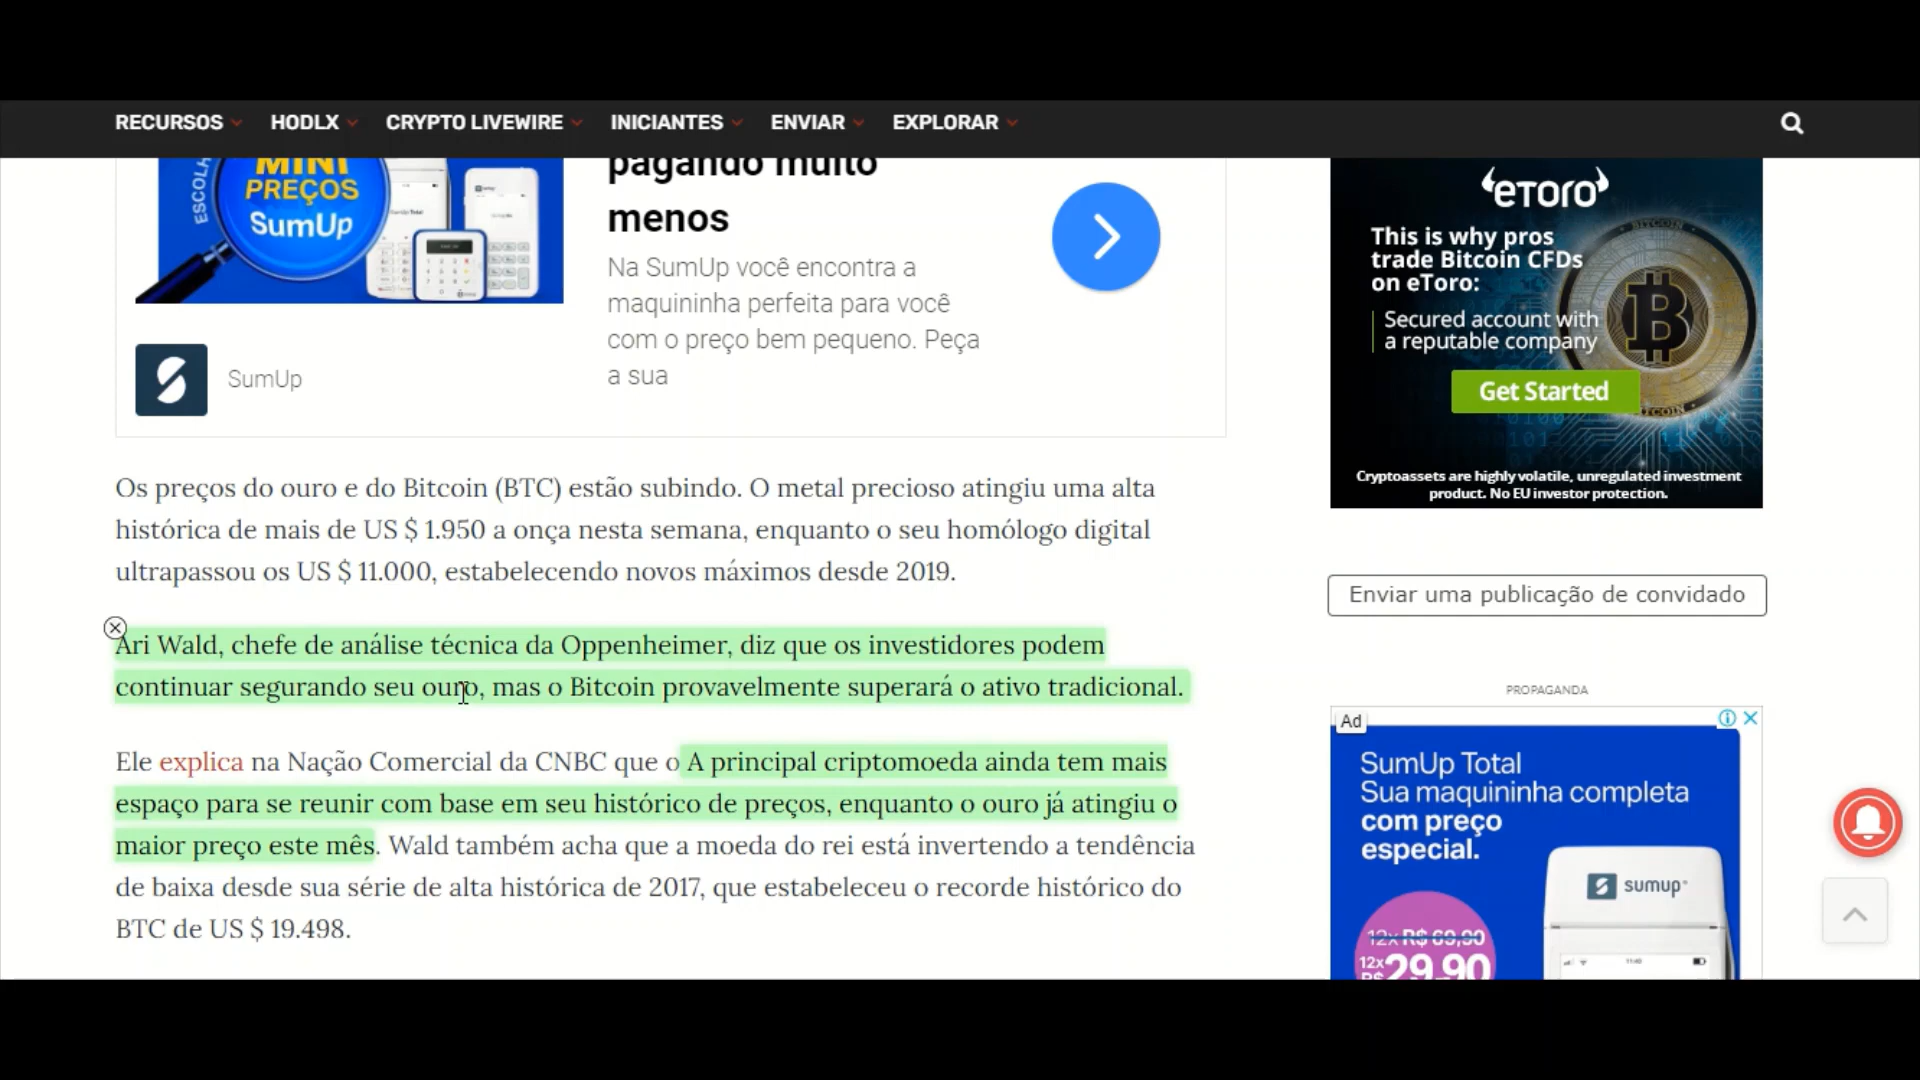 RECURSOS HODLX CRYPTO LIVEWIRE INICIANTES ENVIAR EXPLORAR
ESCOLH
MINI
PREÇOS
SumUp
pagando muito
menos
Na SumUp você encontra a
maquininha perfeita para você
com o preço bem pequeno. Peça
a sua
SumUp
Os preços do ouro e do Bitcoin (BTC) estão subindo. O metal precioso atingiu uma alta
histórica de mais de US $ 1.950 a onça nesta semana, enquanto o seu homólogo digital
ultrapassou os US $ 11.000, estabelecendo novos máximos desde 2019.
Ari Wald, chefe de análise técnica da Oppenheimer, diz que os investidores podem
continuar segurando seu ouro, mas o Bitcoin provavelmente superará o ativo tradicional.
Ele explica na Nação Comercial da CNBC que o A principal criptomoeda ainda tem mais
espaço para se reunir com base em seu histórico de preços, enquanto o ouro já atingiu o
maior preço este mês. Wald também acha que a moeda do rei está invertendo a tendência
de baixa desde sua série de alta histórica de 2017, que estabeleceu o recorde histórico do
BTC de US $ 19.498.
eToro
This is why pros
trade Bitcoin CFDs
on eToro:
Secured account with
a reputable company
Get Started
BITCOIN
Cryptoassets are highly volatile, unregulated investment
product. No EU investor protection.
Enviar uma publicação de convidado
PROPAGANDA
Ad
SumUp Total
Sua maquininha completa
com preço
especial.
sumup
12x R$ 69,90
12x
R$ 29,90